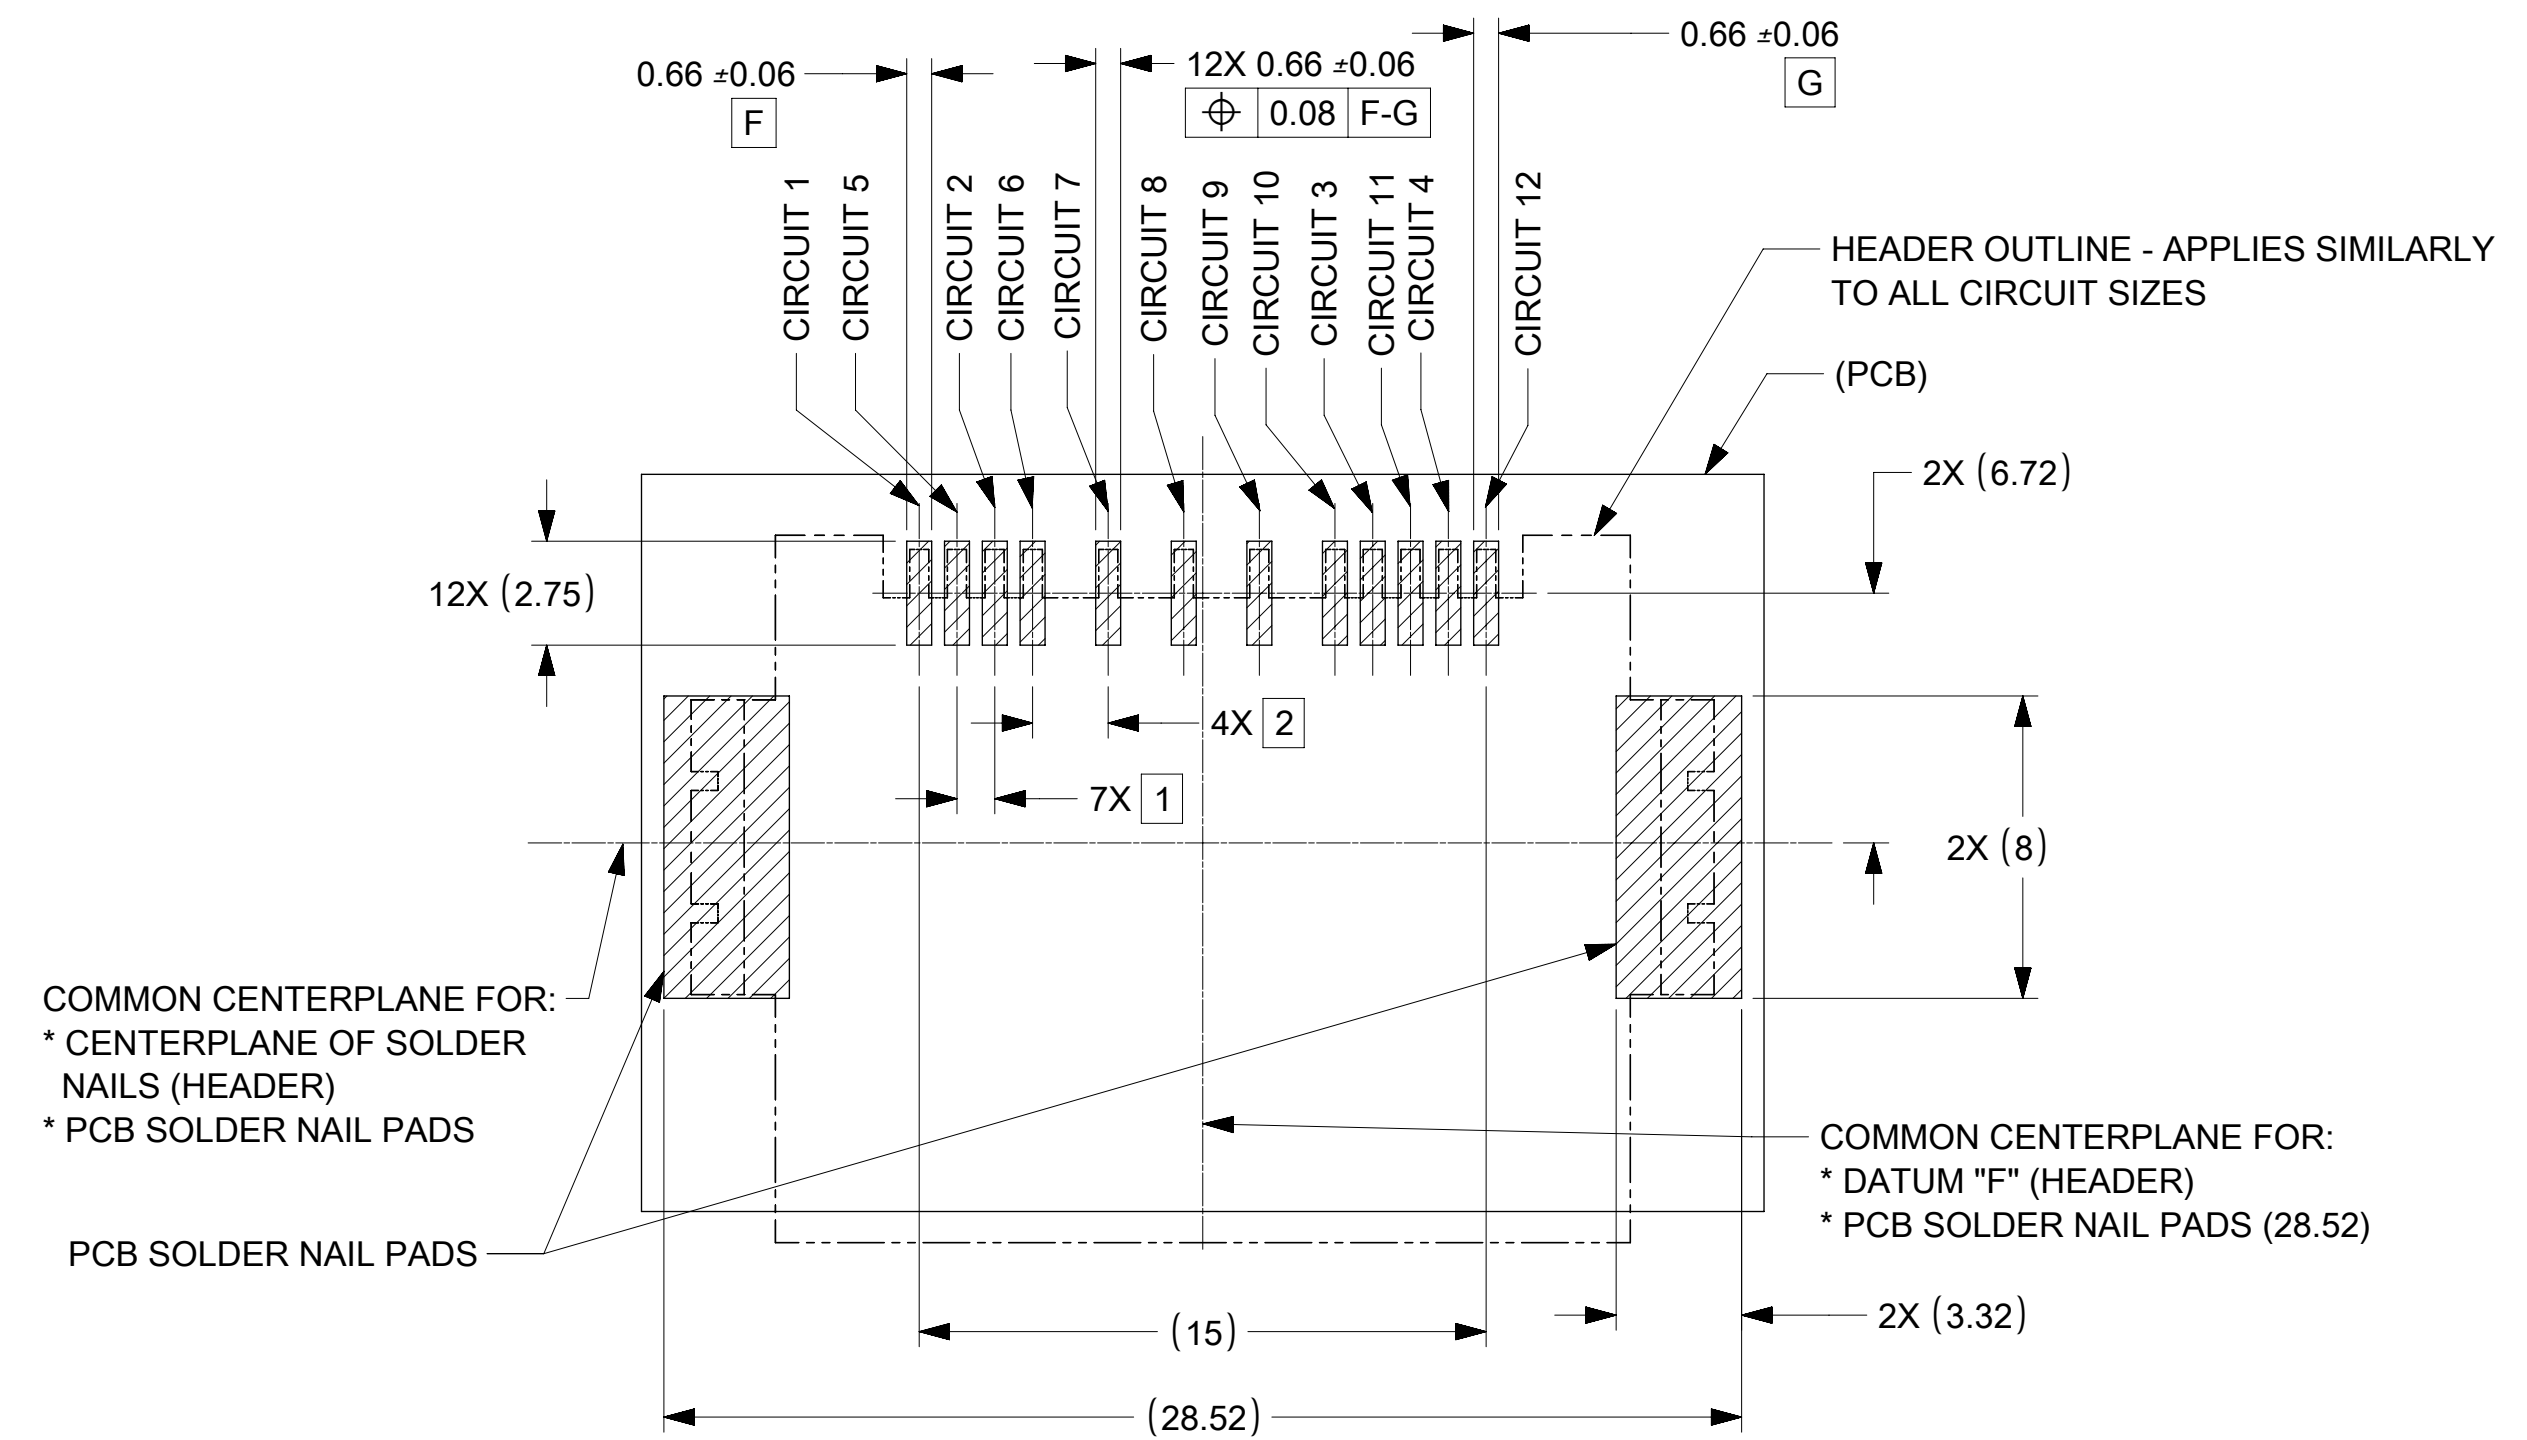 0.66 ±0.06
F
12X 0.66 ±0.06
⌖ 0.08 F-G
0.66 ±0.06
G
CIRCUIT 1
CIRCUIT 5
CIRCUIT 2
CIRCUIT 6
CIRCUIT 7
CIRCUIT 8
CIRCUIT 9
CIRCUIT 10
CIRCUIT 3
CIRCUIT 11
CIRCUIT 4
CIRCUIT 12
HEADER OUTLINE - APPLIES SIMILARLY
TO ALL CIRCUIT SIZES
(PCB)
2X (6.72)
12X (2.75)
4X 2
7X 1
2X (8)
COMMON CENTERPLANE FOR:
* CENTERPLANE OF SOLDER
NAILS (HEADER)
* PCB SOLDER NAIL PADS
PCB SOLDER NAIL PADS
COMMON CENTERPLANE FOR:
* DATUM "F" (HEADER)
* PCB SOLDER NAIL PADS (28.52)
2X (3.32)
(15)
(28.52)